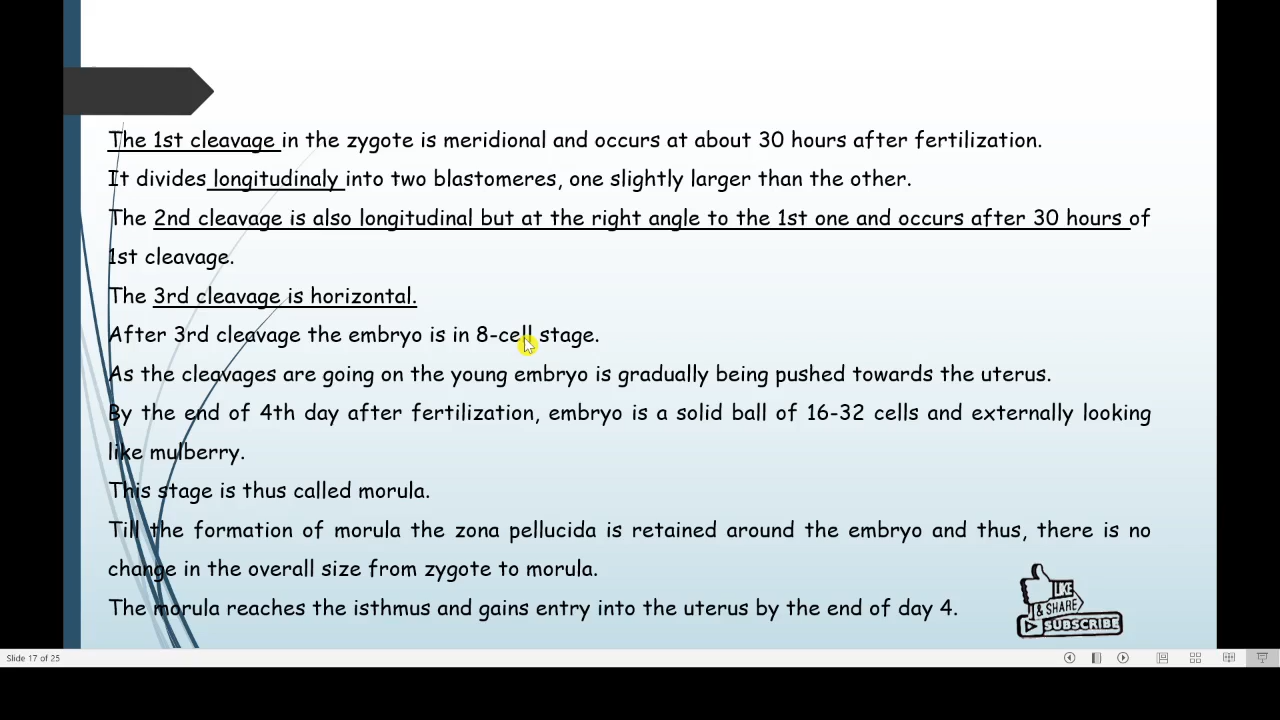 The 1st cleavage in the zygote is meridional and occurs at about 30 hours after fertilization.
It divides longitudinaly into two blastomeres, one slightly larger than the other.
The 2nd cleavage is also longitudinal but at the right angle to the 1st one and occurs after 30 hours of
1st cleavage.
The 3rd cleavage is horizontal.
After 3rd cleavage the embryo is in 8-cell stage.
As the cleavages are going on the young embryo is gradually being pushed towards the uterus.
By the end of 4th day after fertilization, embryo is a solid ball of 16-32 cells and externally looking
like mulberry.
This stage is thus called morula.
Till the formation of morula the zona pellucida is retained around the embryo and thus, there is no
change in the overall size from zygote to morula.
The morula reaches the isthmus and gains entry into the uterus by the end of day 4.
LIKE
& SHARE
SUBSCRIBE
Slide 17 of 25